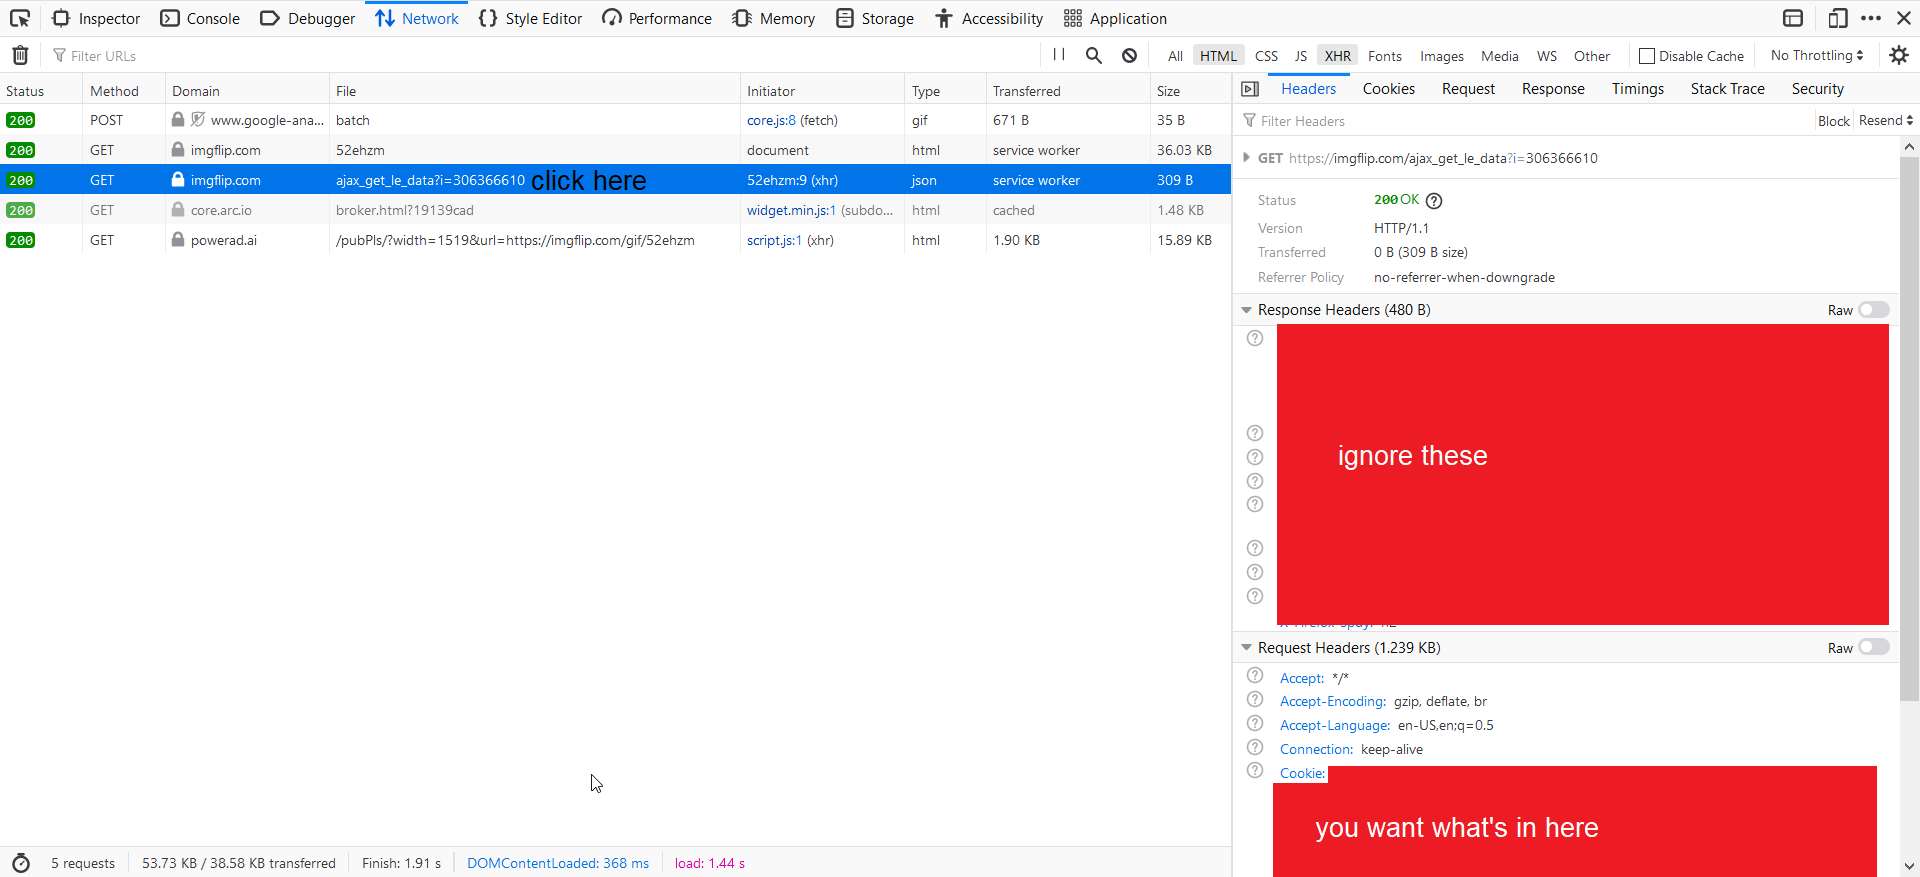 Inspector Console Debugger Network Style Editor Performance Memory Storage Accessibility Application
Filter URLs All HTML CSS JS XHR Fonts Images Media WS Other Disable Cache No Throttling
Status Method Domain File Initiator Type Transferred Size
200 POST www.google-ana... batch core.js:8 (fetch) gif 671 B 35 B
200 GET imgflip.com 52ehzm document html service worker 36.03 KB
200 GET imgflip.com ajax_get_le_data?i=306366610 click here 52ehzm:9 (xhr) json service worker 309 B
200 GET core.arc.io broker.html?19139cad widget.min.js:1 (subdo... html cached 1.48 KB
200 GET powerad.ai /pubPls/?width=1519&url=https://imgflip.com/gif/52ehzm script.js:1 (xhr) html 1.90 KB 15.89 KB
5 requests 53.73 KB / 38.58 KB transferred Finish: 1.91 s DOMContentLoaded: 368 ms load: 1.44 s
Headers Cookies Request Response Timings Stack Trace Security
Filter Headers Block Resend
GET https://imgflip.com/ajax_get_le_data?i=306366610
Status 200 OK
Version HTTP/1.1
Transferred 0 B (309 B size)
Referrer Policy no-referrer-when-downgrade
Response Headers (480 B) Raw
ignore these
Request Headers (1.239 KB) Raw
Accept: */*
Accept-Encoding: gzip, deflate, br
Accept-Language: en-US,en;q=0.5
Connection: keep-alive
Cookie:
you want what's in here